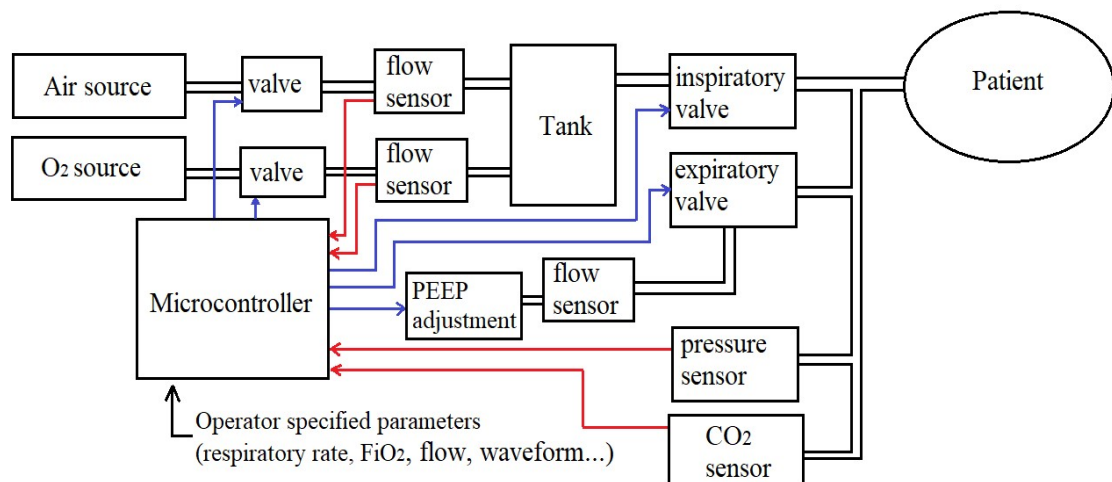 Air source
valve
flow
sensor
Tank
inspiratory
valve
Patient
O2 source
valve
flow
sensor
expiratory
valve
Microcontroller
PEEP
adjustment
flow
sensor
pressure
sensor
CO2
sensor
Operator specified parameters
(respiratory rate, FiO2, flow, waveform...)